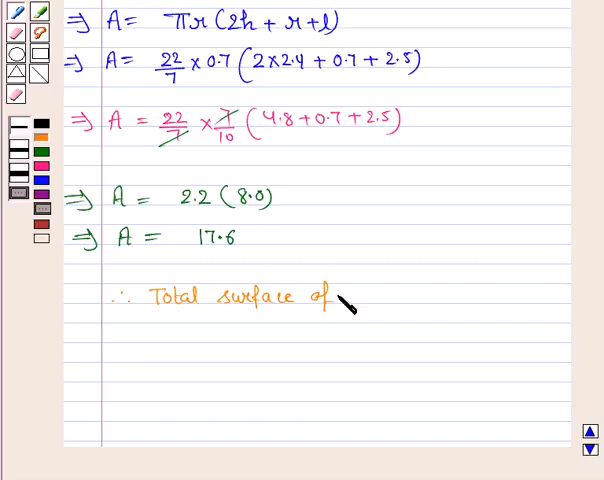 ⇒ A = πr (2h + r + l)
⇒ A = 22/7 × 0.7 (2 × 2.4 + 0.7 + 2.5)
⇒ A = 22/7 × 7/10 (4.8 + 0.7 + 2.5)
⇒ A = 2.2 (8.0)
⇒ A = 17.6
∴ Total surface of